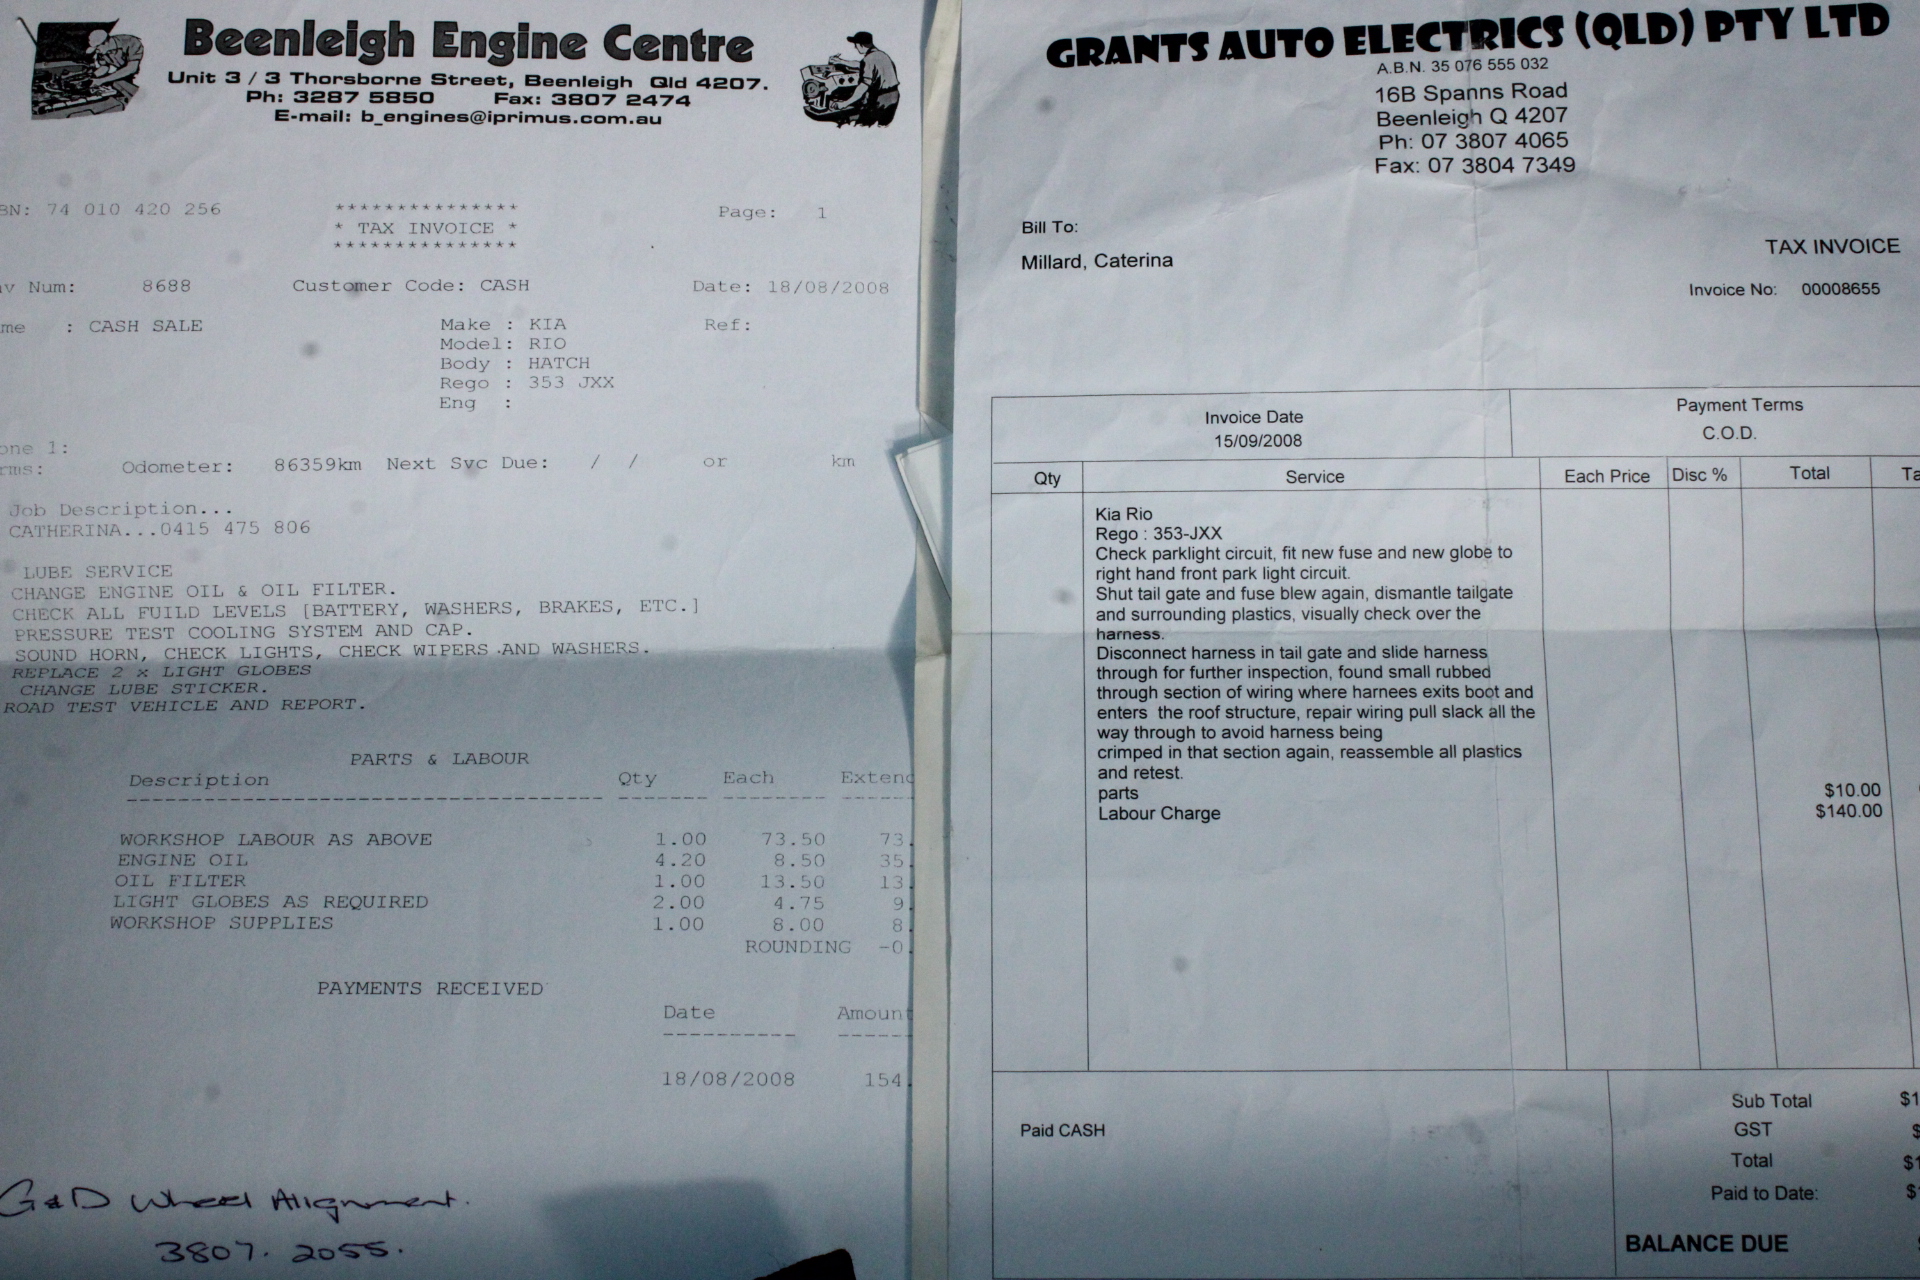 Beenleigh Engine Centre
Unit 3 / 3 Thorsborne Street, Beenleigh Qld 4207.
Ph: 3287 5850 Fax: 3807 2474
E-mail: b_engines@iprimus.com.au
BN: 74 010 420 256
***************
* TAX INVOICE *
***************
Page: 1
Num: 8688 Customer Code: CASH Date: 18/08/2008
me : CASH SALE
Make : KIA Ref:
Model: RIO
Body : HATCH
Rego : 353 JXX
Eng :
one 1:
rms: Odometer: 86359km Next Svc Due: / / or km
Job Description...
CATHERINA...0415 475 806
LUBE SERVICE
CHANGE ENGINE OIL & OIL FILTER.
CHECK ALL FUILD LEVELS [BATTERY, WASHERS, BRAKES, ETC.]
PRESSURE TEST COOLING SYSTEM AND CAP.
SOUND HORN, CHECK LIGHTS, CHECK WIPERS AND WASHERS.
REPLACE 2 x LIGHT GLOBES
CHANGE LUBE STICKER.
ROAD TEST VEHICLE AND REPORT.
PARTS & LABOUR
Description Qty Each Extend
WORKSHOP LABOUR AS ABOVE 1.00 73.50 73.
ENGINE OIL 4.20 8.50 35.
OIL FILTER 1.00 13.50 13.
LIGHT GLOBES AS REQUIRED 2.00 4.75 9.
WORKSHOP SUPPLIES 1.00 8.00 8.
ROUNDING -0.
PAYMENTS RECEIVED
Date Amount
18/08/2008 154.
G&D Wheel Alignment.
3807. 2055.
GRANTS AUTO ELECTRICS (QLD) PTY LTD
A.B.N. 35 076 555 032
16B Spanns Road
Beenleigh Q 4207
Ph: 07 3807 4065
Fax: 07 3804 7349
Bill To:
Millard, Caterina
TAX INVOICE
Invoice No: 00008655
Invoice Date
15/09/2008
Payment Terms
C.O.D.
Qty Service Each Price Disc % Total Ta
Kia Rio
Rego : 353-JXX
Check parklight circuit, fit new fuse and new globe to
right hand front park light circuit.
Shut tail gate and fuse blew again, dismantle tailgate
and surrounding plastics, visually check over the
harness.
Disconnect harness in tail gate and slide harness
through for further inspection, found small rubbed
through section of wiring where harnees exits boot and
enters the roof structure, repair wiring pull slack all the
way through to avoid harness being
crimped in that section again, reassemble all plastics
and retest.
parts $10.00
Labour Charge $140.00
Paid CASH
Sub Total $1
GST $
Total $1
Paid to Date: $
BALANCE DUE